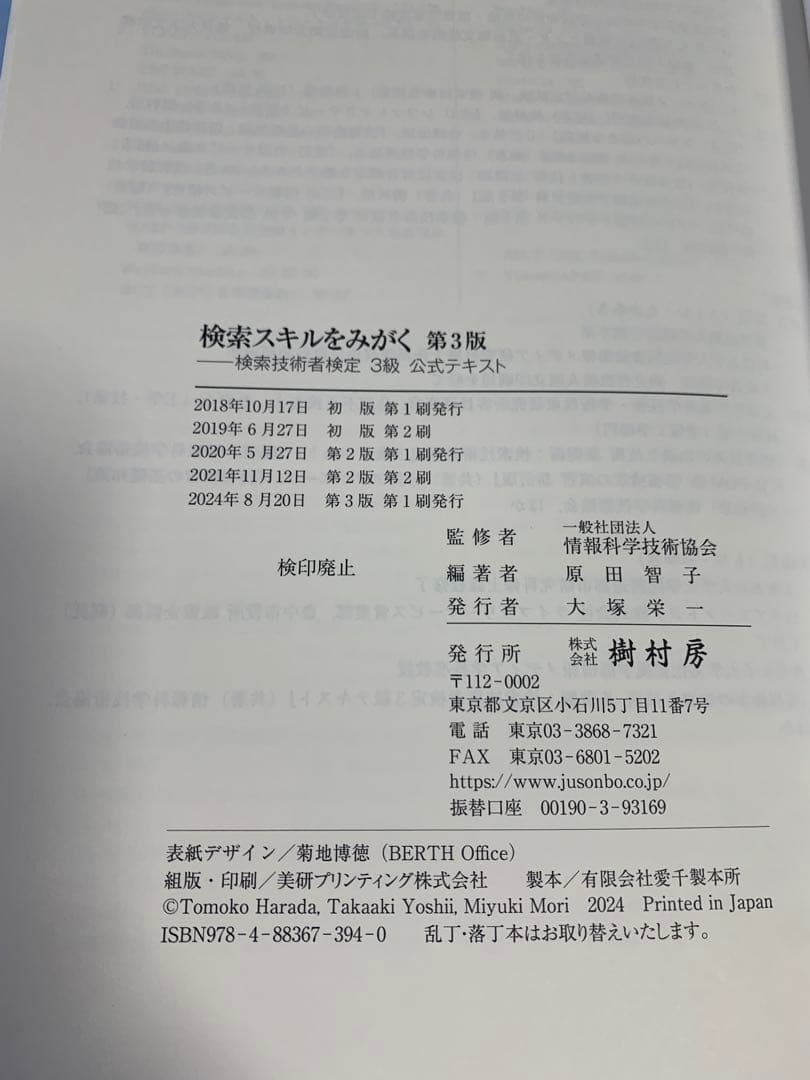 検索スキルをみがく 第3版
――検索技術者検定 3級 公式テキスト
2018年10月17日 初 版 第1刷発行
2019年6月27日 初 版 第2刷
2020年5月27日 第2版 第1刷発行
2021年11月12日 第2版 第2刷
2024年8月20日 第3版 第1刷発行
検印廃止
監修者 一般社団法人
情報科学技術協会
編著者 原田智子
発行者 大塚栄一
発行所 株式会社 樹村房
〒112-0002
東京都文京区小石川5丁目11番7号
電話 東京03-3868-7321
FAX 東京03-6801-5202
https://www.jusonbo.co.jp/
振替口座 00190-3-93169
表紙デザイン/菊地博徳(BERTH Office)
組版・印刷/美研プリンティング株式会社 製本/有限会社愛千製本所
©Tomoko Harada, Takaaki Yoshii, Miyuki Mori 2024 Printed in Japan
ISBN978-4-88367-394-0 乱丁・落丁本はお取り替えいたします。